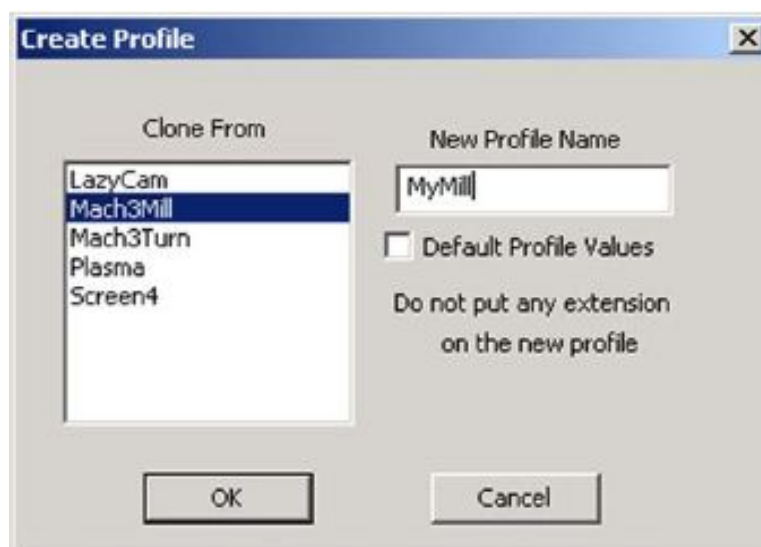 Create Profile
Clone From
LazyCam
Mach3Mill
Mach3Turn
Plasma
Screen4
New Profile Name
MyMill
Default Profile Values
Do not put any extension
on the new profile
OK
Cancel